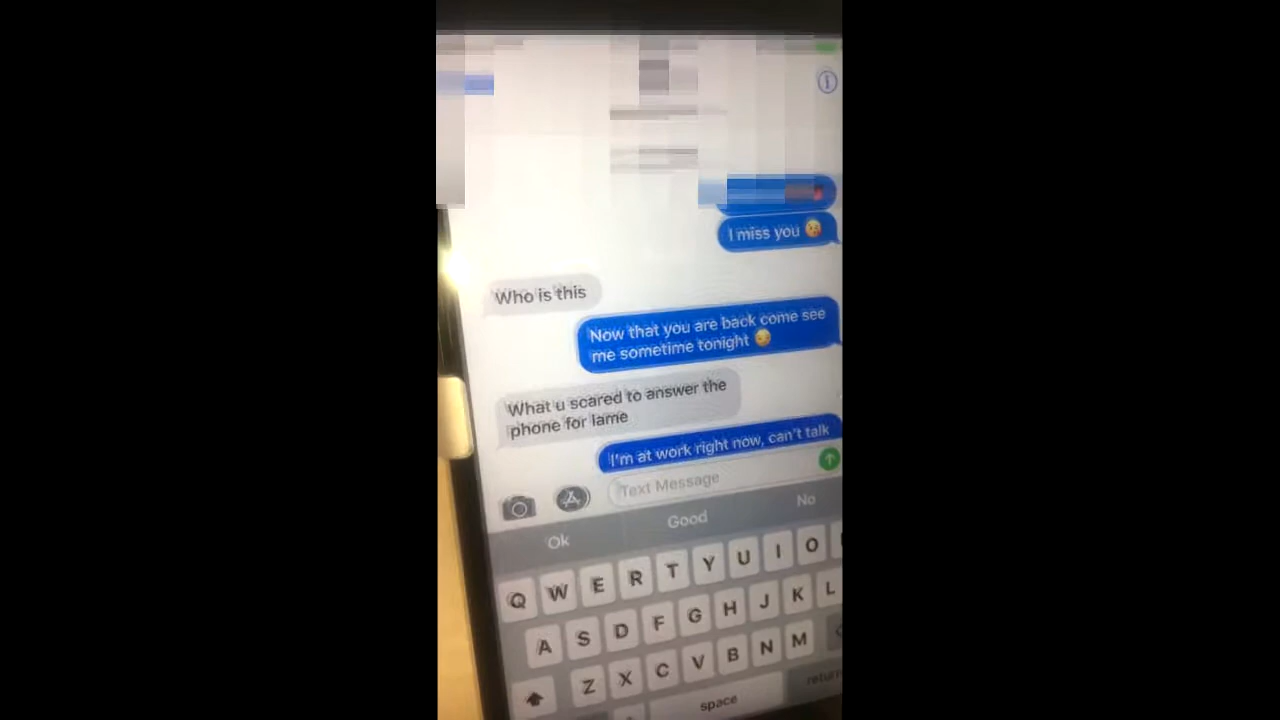 I miss you 😘
Who is this
Now that you are back come see
me sometime tonight 😏
What u scared to answer the
phone for lame
I'm at work right now, can't talk
Text Message
Ok Good No
Q W E R T Y U I O
A S D F G H J K L
Z X C V B N M
space return